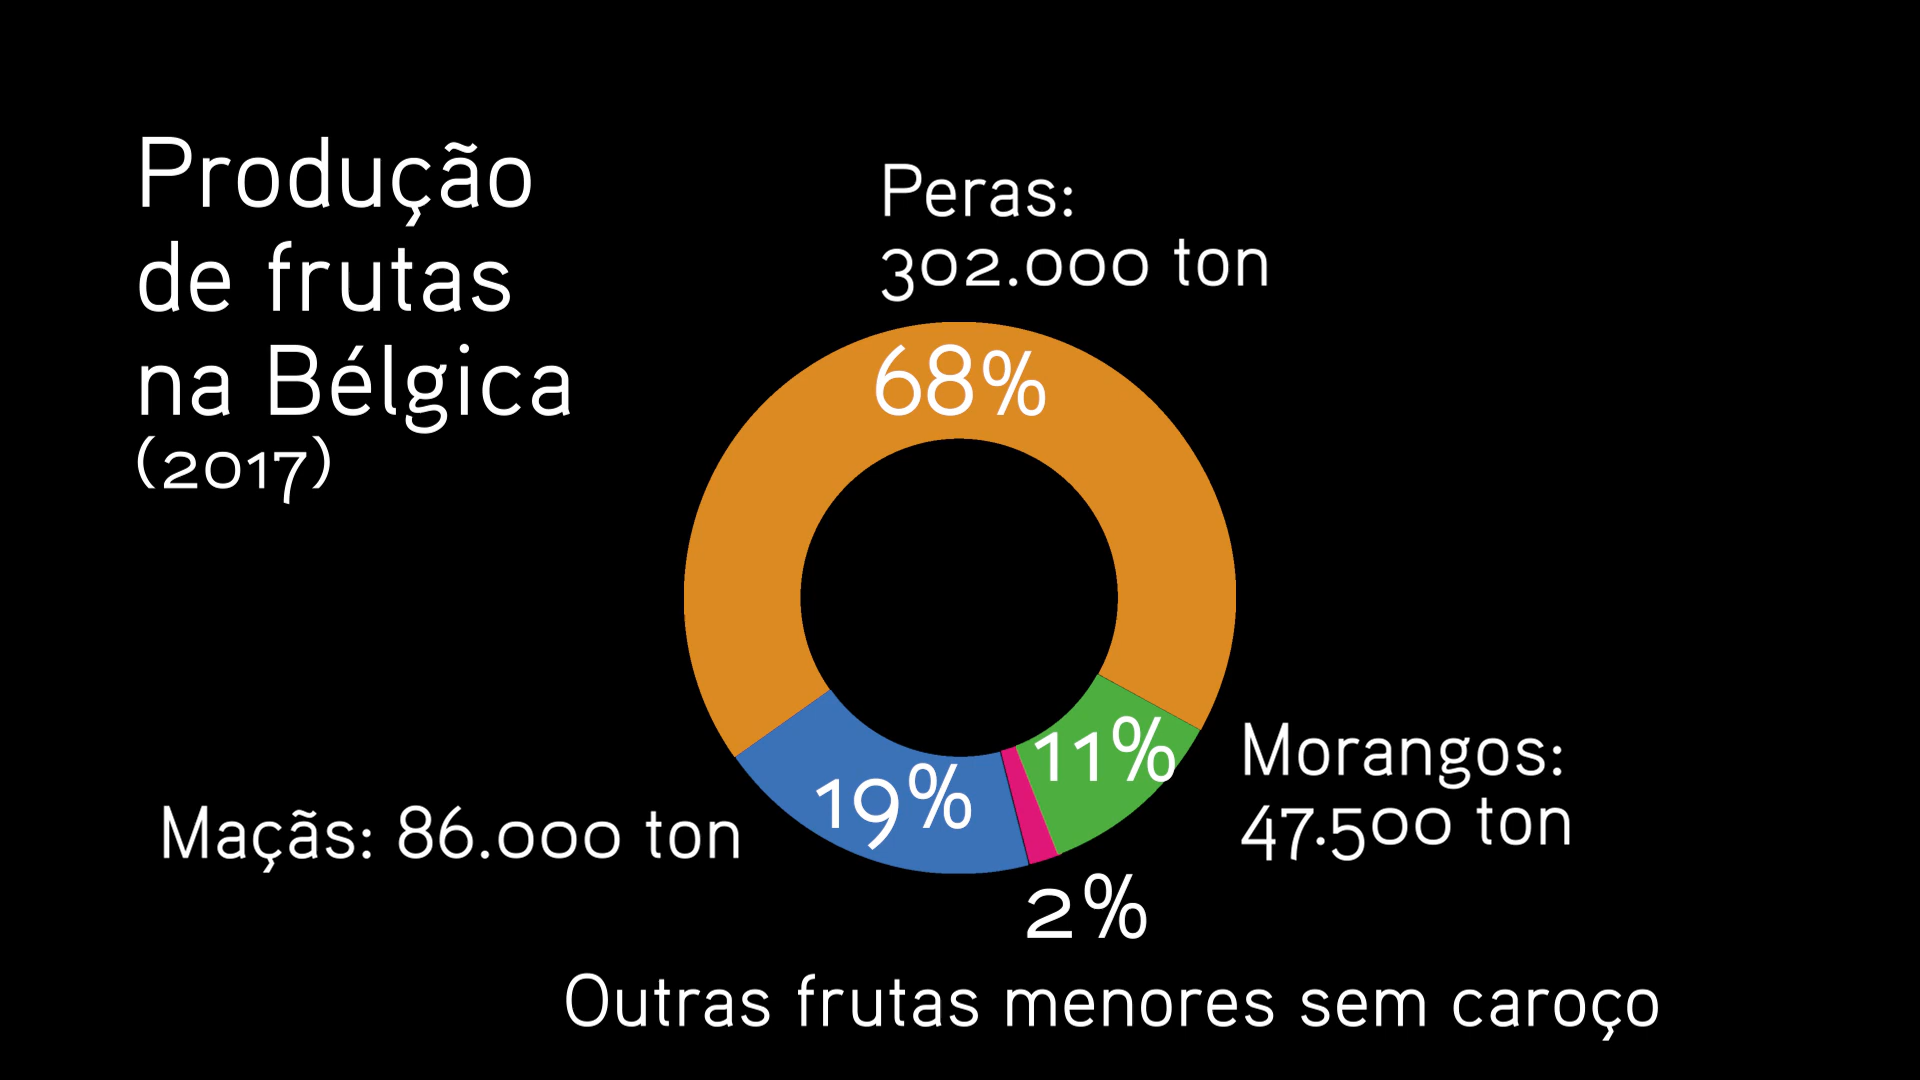 Produção
de frutas
na Bélgica
(2017)
Peras:
302.000 ton
68%
11%
Morangos:
47.500 ton
19%
Maçãs: 86.000 ton
2%
Outras frutas menores sem caroço